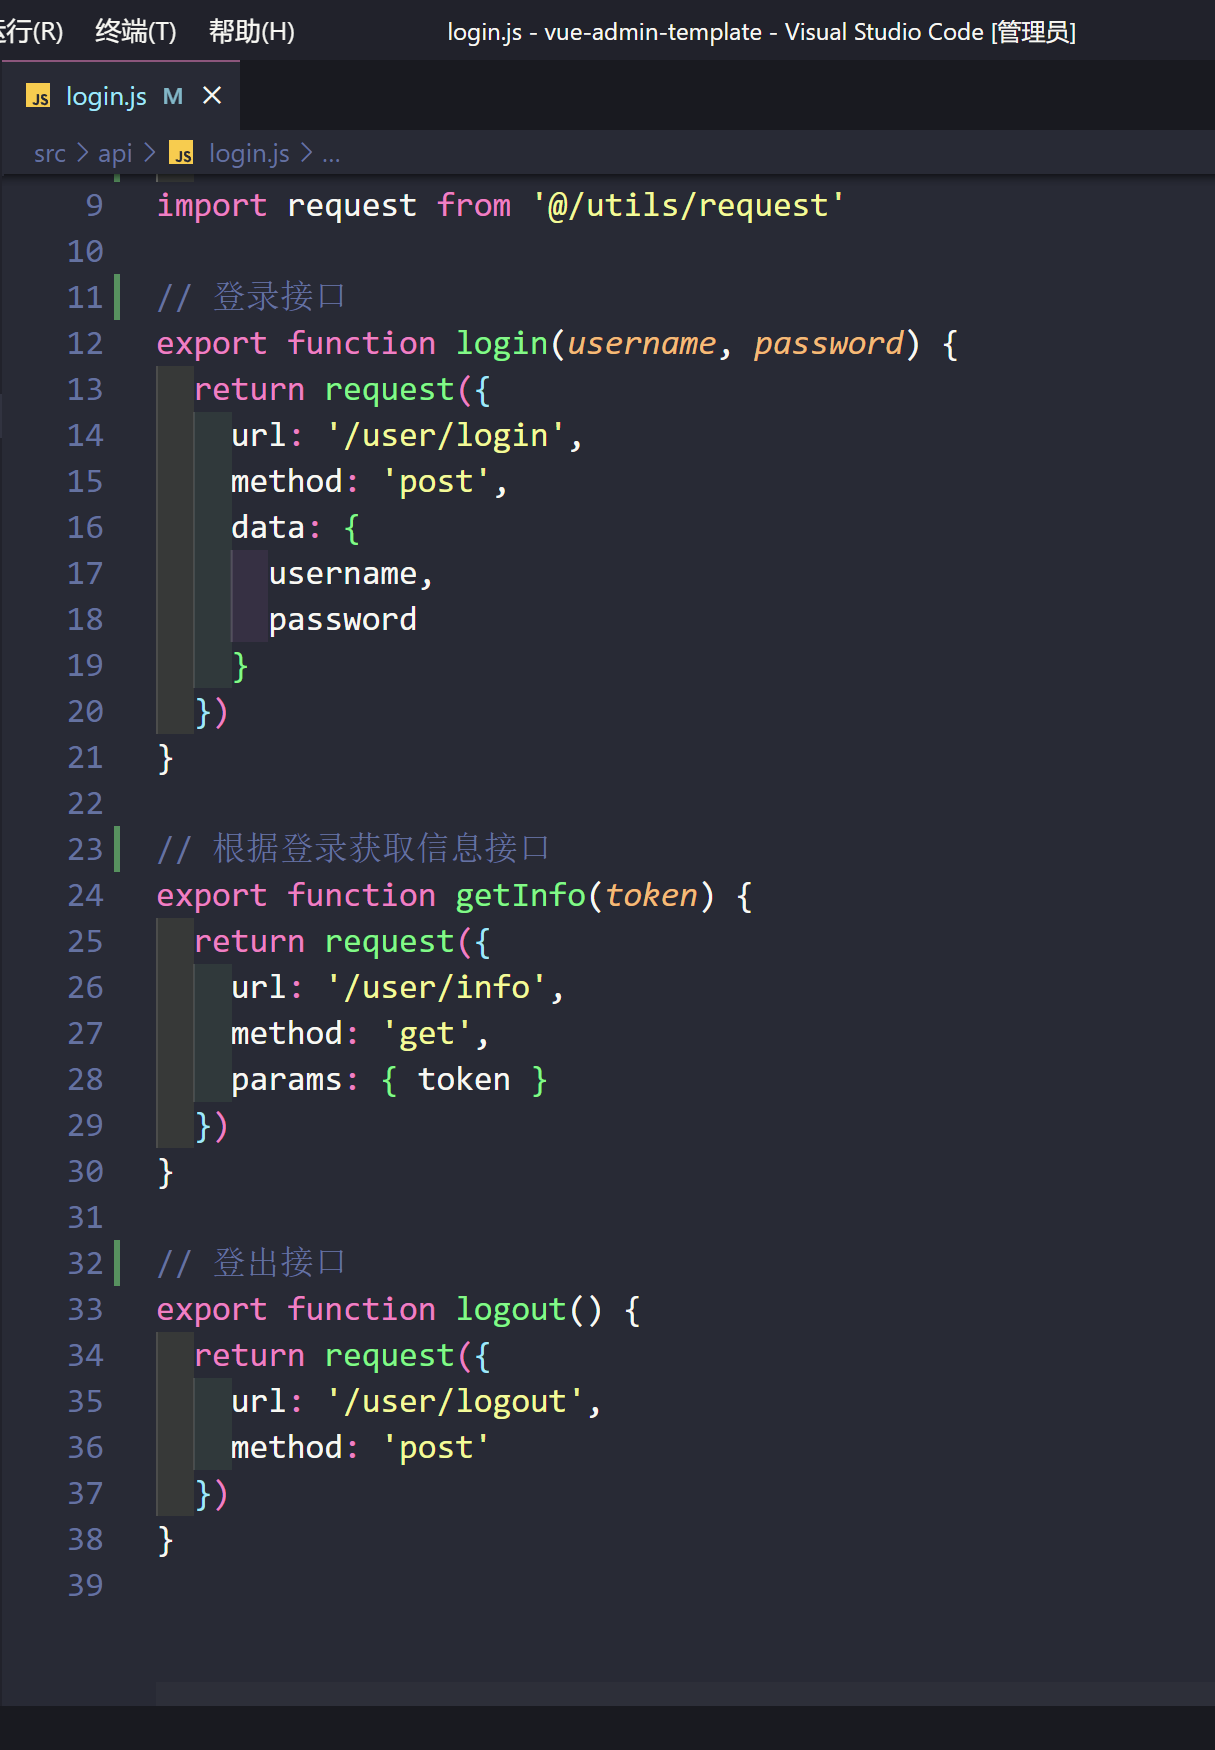 行(R) 终端(T) 帮助(H) login.js - vue-admin-template - Visual Studio Code [管理员]
JS login.js M
src > api > JS login.js > ...
9 import request from '@/utils/request'
10
11 // 登录接口
12 export function login(username, password) {
13   return request({
14     url: '/user/login',
15     method: 'post',
16     data: {
17       username,
18       password
19     }
20   })
21 }
22
23 // 根据登录获取信息接口
24 export function getInfo(token) {
25   return request({
26     url: '/user/info',
27     method: 'get',
28     params: { token }
29   })
30 }
31
32 // 登出接口
33 export function logout() {
34   return request({
35     url: '/user/logout',
36     method: 'post'
37   })
38 }
39